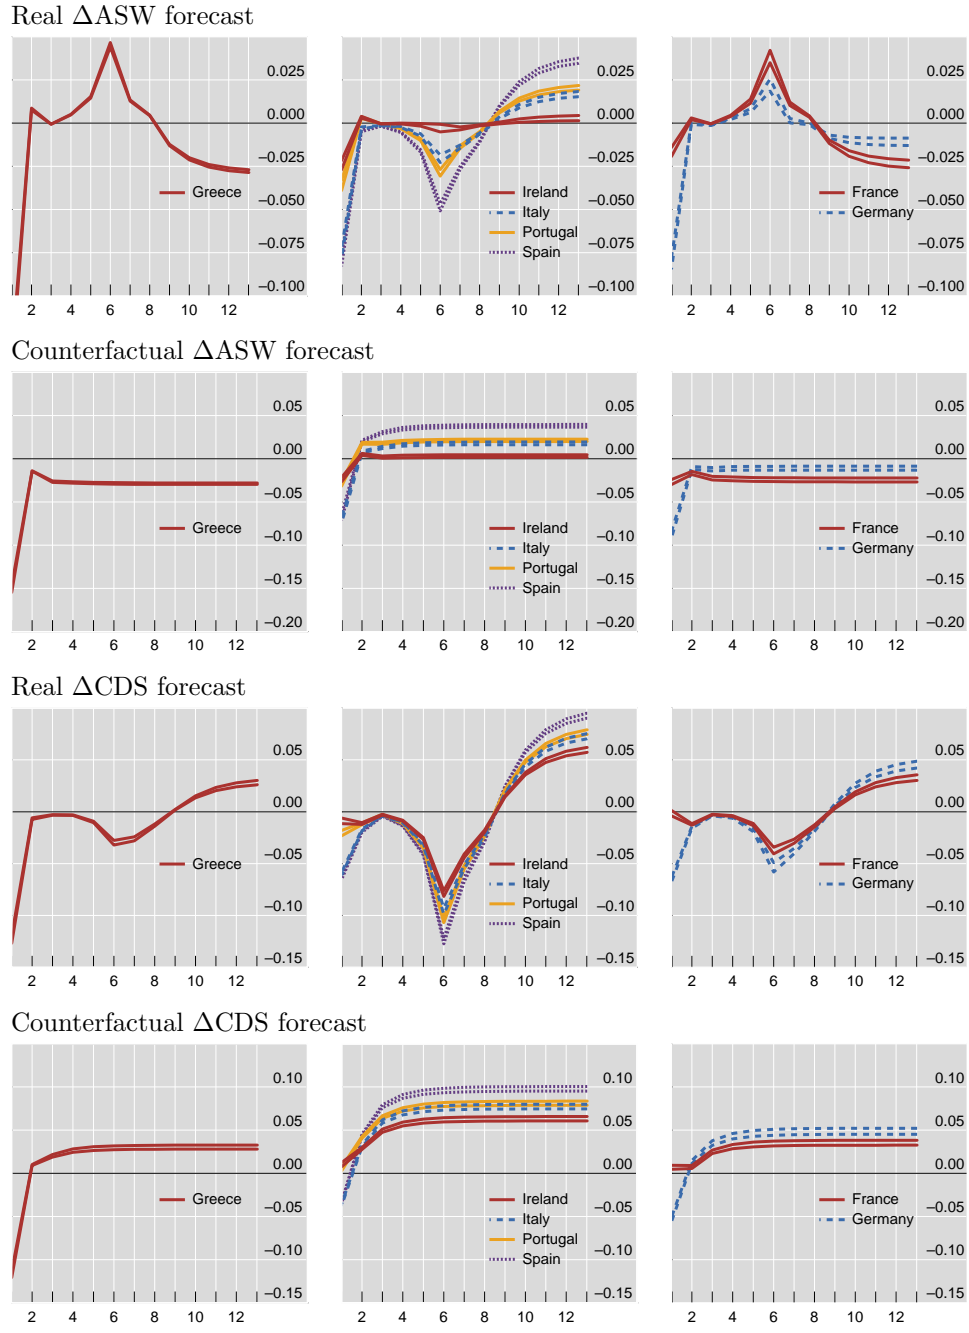 Real ΔASW forecast
0.025
0.000
–0.025
–0.050
–0.075
–0.100
Greece
2 4 6 8 10 12
0.025
0.000
–0.025
–0.050
–0.075
–0.100
Ireland
Italy
Portugal
Spain
2 4 6 8 10 12
0.025
0.000
–0.025
–0.050
–0.075
–0.100
France
Germany
2 4 6 8 10 12
Counterfactual ΔASW forecast
0.05
0.00
–0.05
–0.10
–0.15
–0.20
Greece
2 4 6 8 10 12
0.05
0.00
–0.05
–0.10
–0.15
–0.20
Ireland
Italy
Portugal
Spain
2 4 6 8 10 12
0.05
0.00
–0.05
–0.10
–0.15
–0.20
France
Germany
2 4 6 8 10 12
Real ΔCDS forecast
0.05
0.00
–0.05
–0.10
–0.15
Greece
2 4 6 8 10 12
0.05
0.00
–0.05
–0.10
–0.15
Ireland
Italy
Portugal
Spain
2 4 6 8 10 12
0.05
0.00
–0.05
–0.10
–0.15
France
Germany
2 4 6 8 10 12
Counterfactual ΔCDS forecast
0.10
0.05
0.00
–0.05
–0.10
–0.15
Greece
2 4 6 8 10 12
0.10
0.05
0.00
–0.05
–0.10
–0.15
Ireland
Italy
Portugal
Spain
2 4 6 8 10 12
0.10
0.05
0.00
–0.05
–0.10
–0.15
France
Germany
2 4 6 8 10 12